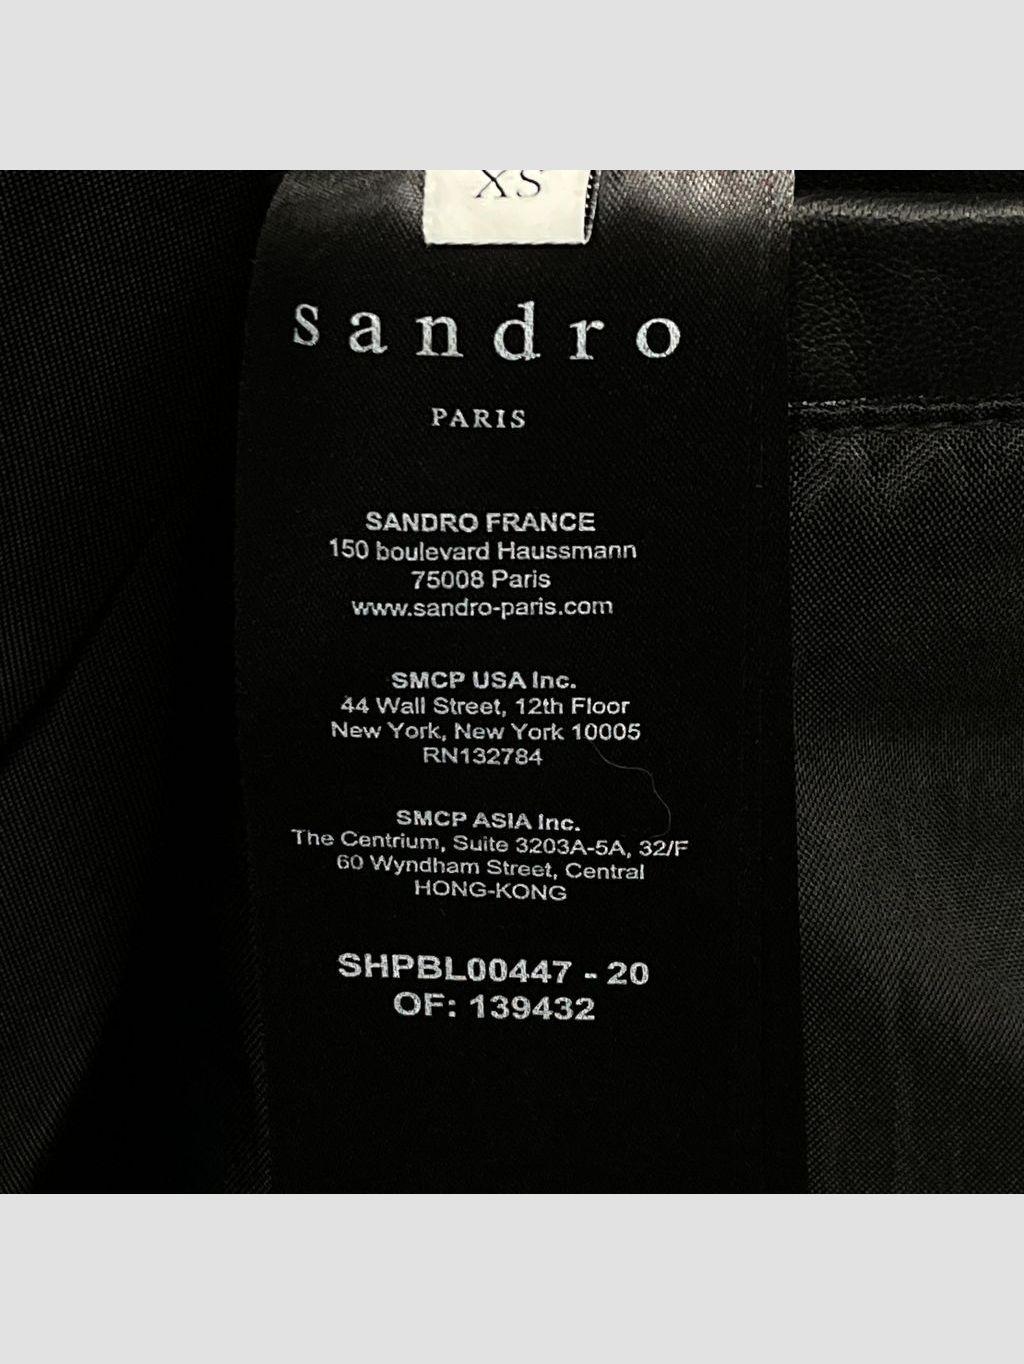 XS
sandro
PARIS
SANDRO FRANCE
150 boulevard Haussmann
75008 Paris
www.sandro-paris.com
SMCP USA Inc.
44 Wall Street, 12th Floor
New York, New York 10005
RN132784
SMCP ASIA Inc.
The Centrium, Suite 3203A-5A, 32/F
60 Wyndham Street, Central
HONG-KONG
SHPBL00447 - 20
OF: 139432